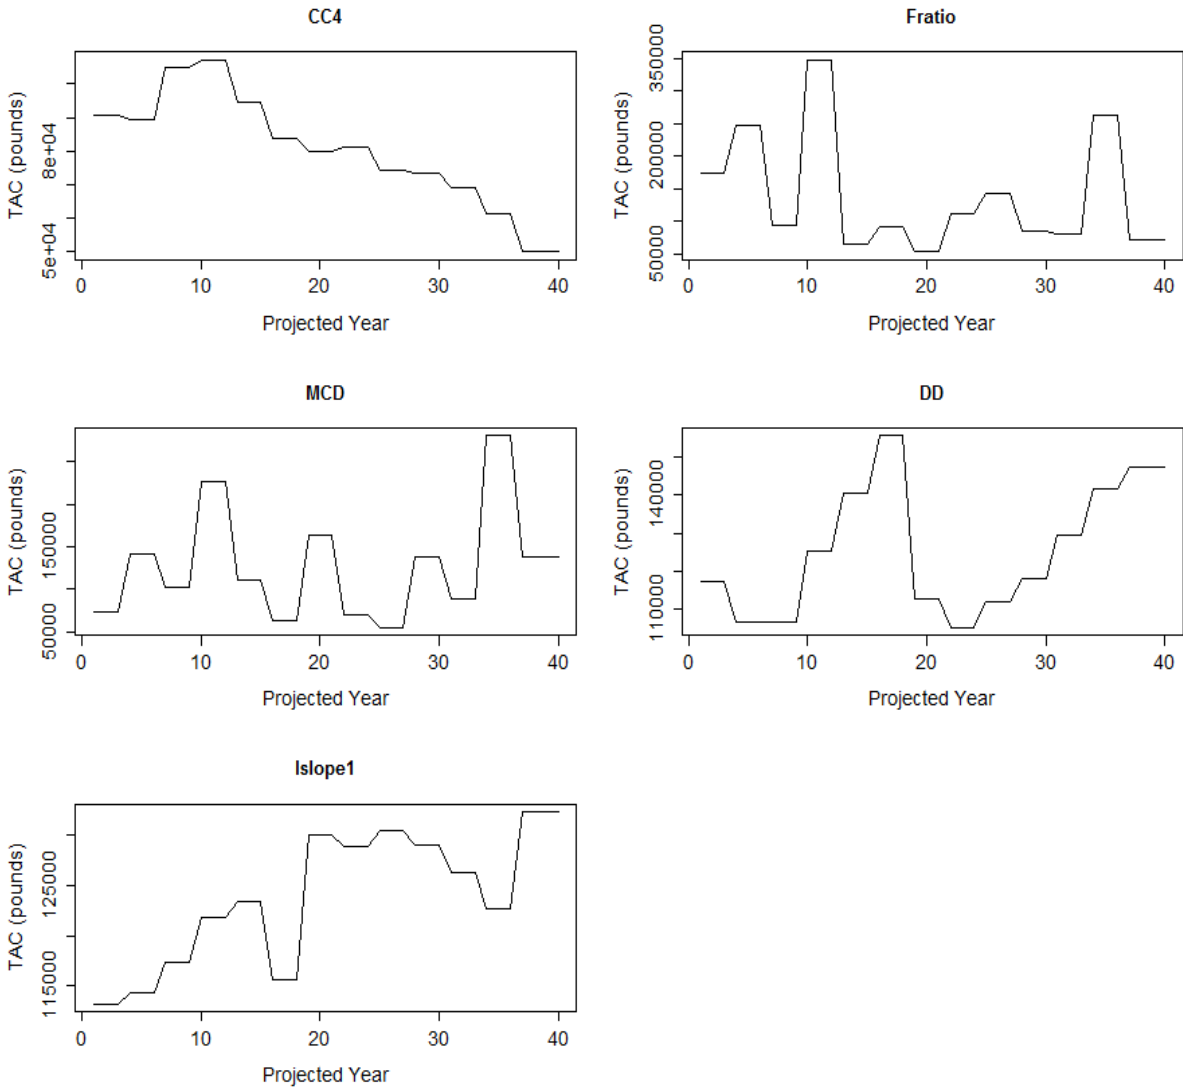 CC4
TAC (pounds)
5e+04 8e+04
0 10 20 30 40
Projected Year
Fratio
TAC (pounds)
50000 200000 350000
0 10 20 30 40
Projected Year
MCD
TAC (pounds)
50000 150000
0 10 20 30 40
Projected Year
DD
TAC (pounds)
110000 140000
0 10 20 30 40
Projected Year
Islope1
TAC (pounds)
115000 125000
0 10 20 30 40
Projected Year